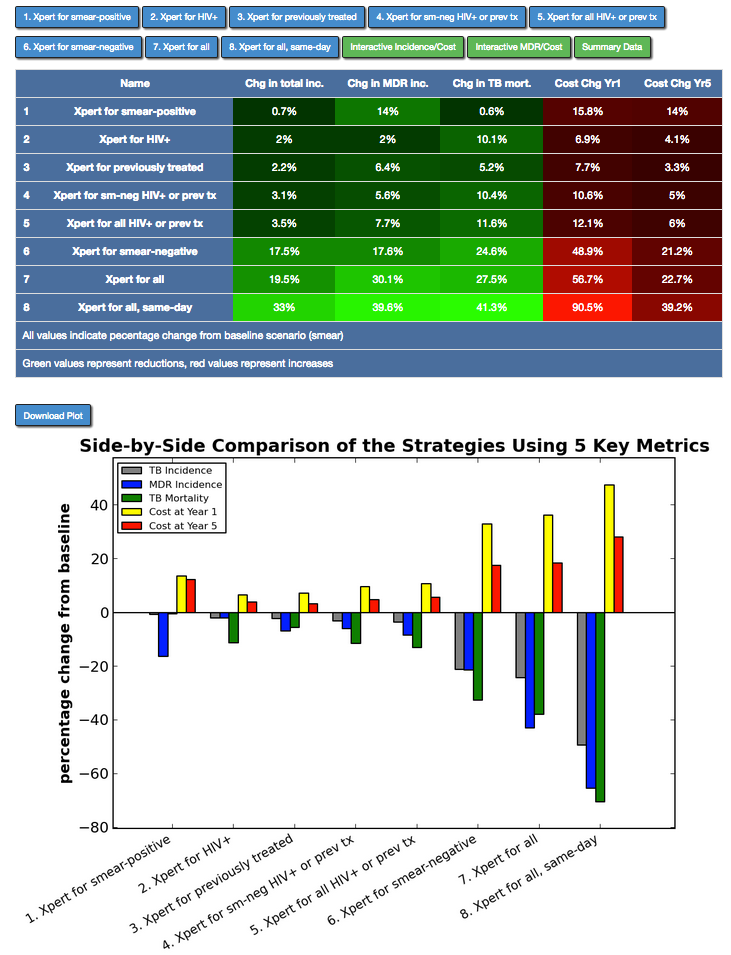 1. Xpert for smear-positive 2. Xpert for HIV+ 3. Xpert for previously treated 4. Xpert for sm-neg HIV+ or prev tx 5. Xpert for all HIV+ or prev tx
6. Xpert for smear-negative 7. Xpert for all 8. Xpert for all, same-day Interactive Incidence/Cost Interactive MDR/Cost Summary Data
Name Chg in total inc. Chg in MDR inc. Chg in TB mort. Cost Chg Yr1 Cost Chg Yr5
1 Xpert for smear-positive 0.7% 14% 0.6% 15.8% 14%
2 Xpert for HIV+ 2% 2% 10.1% 6.9% 4.1%
3 Xpert for previously treated 2.2% 6.4% 5.2% 7.7% 3.3%
4 Xpert for sm-neg HIV+ or prev tx 3.1% 5.6% 10.4% 10.6% 5%
5 Xpert for all HIV+ or prev tx 3.5% 7.7% 11.6% 12.1% 6%
6 Xpert for smear-negative 17.5% 17.6% 24.6% 48.9% 21.2%
7 Xpert for all 19.5% 30.1% 27.5% 56.7% 22.7%
8 Xpert for all, same-day 33% 39.6% 41.3% 90.5% 39.2%
All values indicate pecentage change from baseline scenario (smear)
Green values represent reductions, red values represent increases
Download Plot
Side-by-Side Comparison of the Strategies Using 5 Key Metrics
TB Incidence
MDR Incidence
TB Mortality
Cost at Year 1
Cost at Year 5
percentage change from baseline
40
20
0
−20
−40
−60
−80
1. Xpert for smear-positive
2. Xpert for HIV+
3. Xpert for previously treated
4. Xpert for sm-neg HIV+ or prev tx
5. Xpert for all HIV+ or prev tx
6. Xpert for smear-negative
7. Xpert for all
8. Xpert for all, same-day